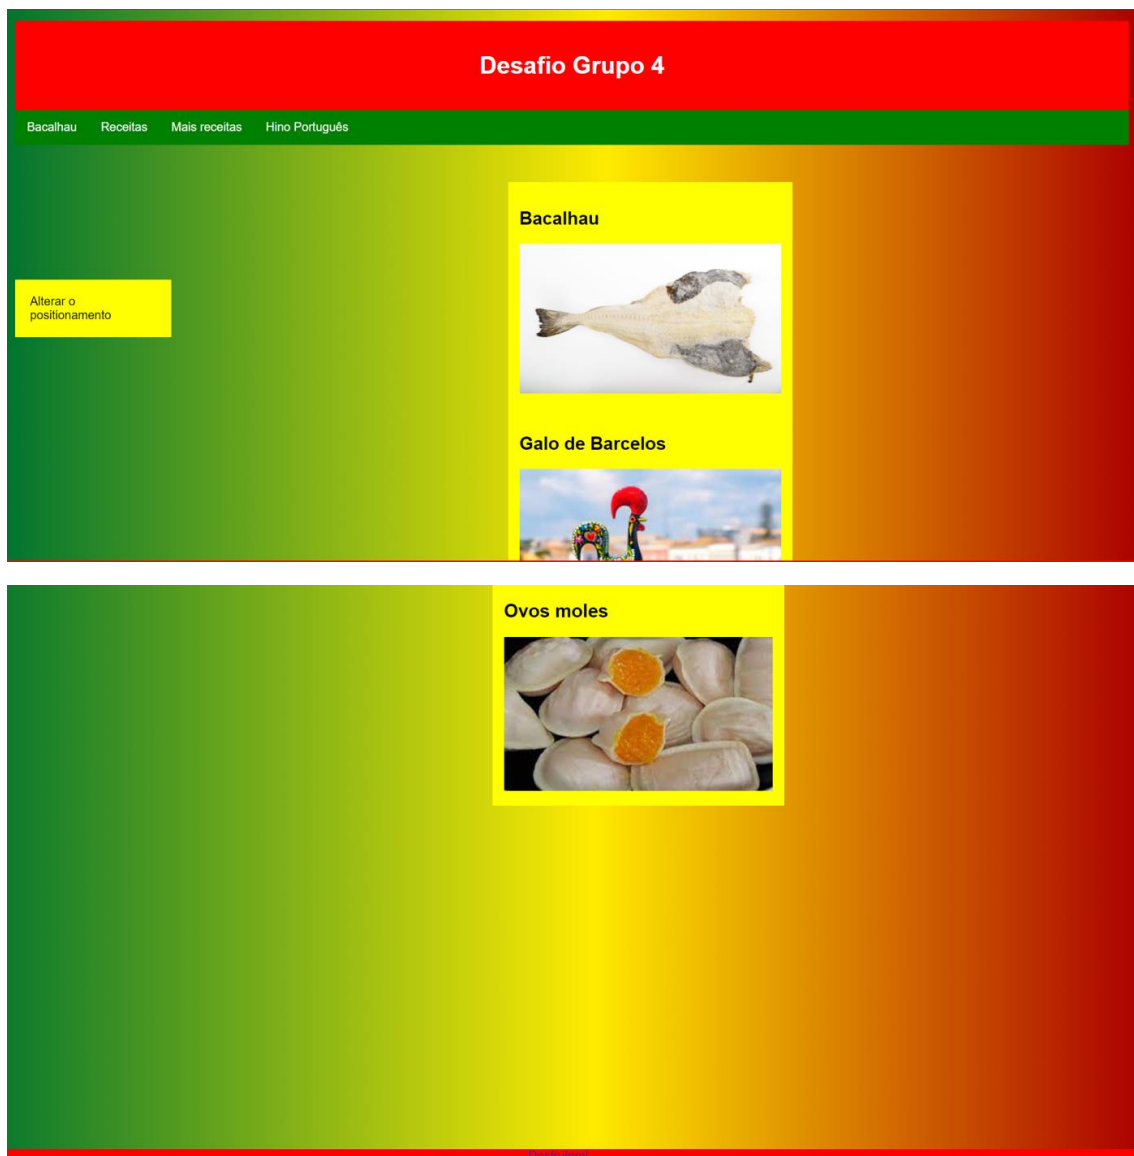 Desafio Grupo 4
Bacalhau Receitas Mais receitas Hino Português
Bacalhau
Alterar o
positionamento
Galo de Barcelos
Ovos moles